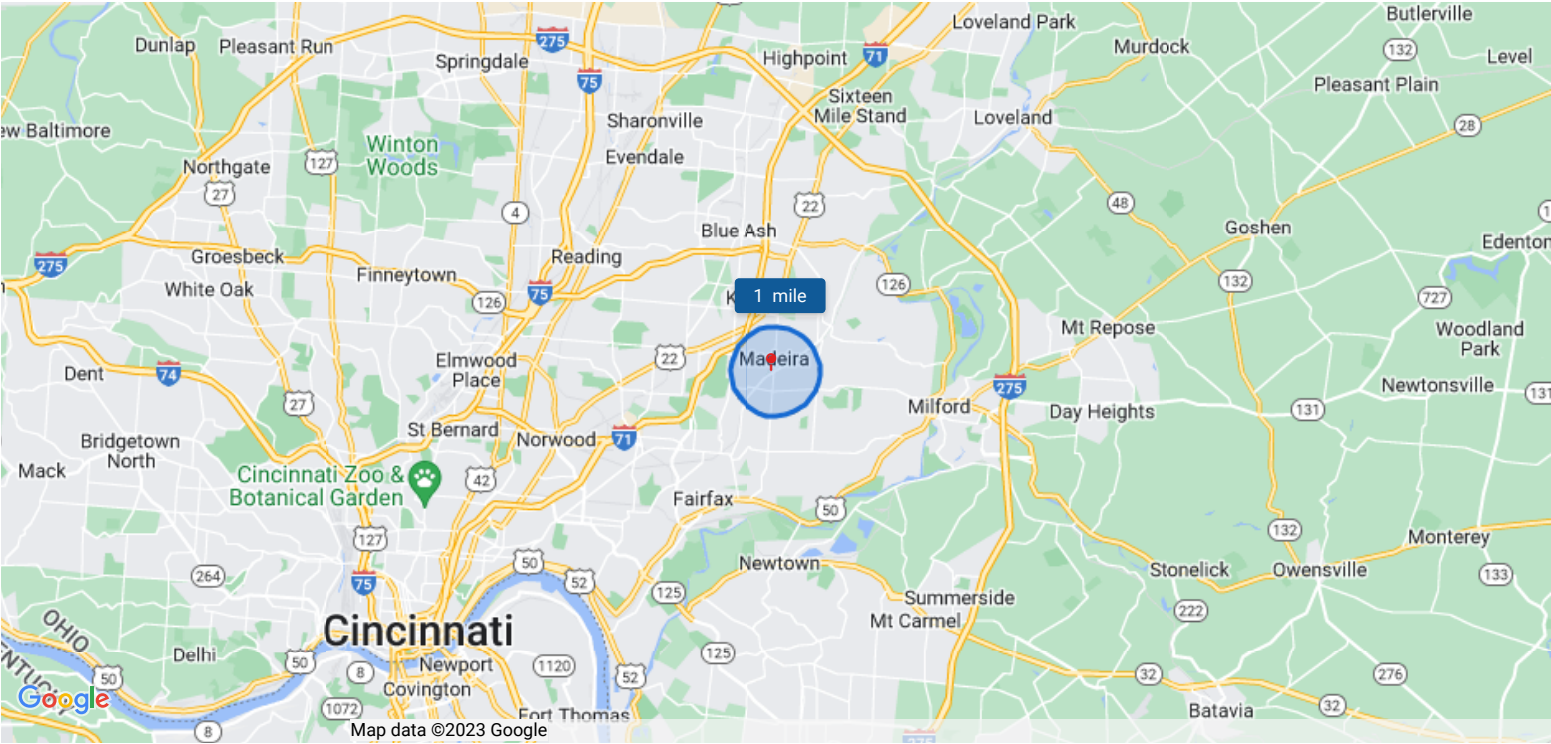 Butlerville
Loveland Park
Dunlap
Pleasant Run
275
Murdock
132
Level
Springdale
Highpoint
71
75
Pleasant Plain
Sixteen
Mile Stand
Sharonville
Loveland
28
ew Baltimore
Winton
Woods
Evendale
127
Northgate
27
48
22
4
Blue Ash
Goshen
Edenton
Groesbeck
Reading
275
Finneytown
White Oak
126
75
126
132
1 mile
727
Mt Repose
Woodland
Park
22
Madeira
Elmwood
Place
Dent
74
275
Newtonsville
131
27
Milford
Day Heights
131
St Bernard
Norwood
71
Bridgetown
North
Mack
Cincinnati Zoo &
Botanical Garden
42
Fairfax
50
127
132
Monterey
50
Newtown
Stonelick
Owensville
264
75
52
125
133
Summerside
222
Mt Carmel
OHIO
Cincinnati
Delhi
50
Newport
1120
125
8
52
32
276
50
Covington
Google
1072
Fort Thomas
Batavia
32
8
Map data ©2023 Google
275